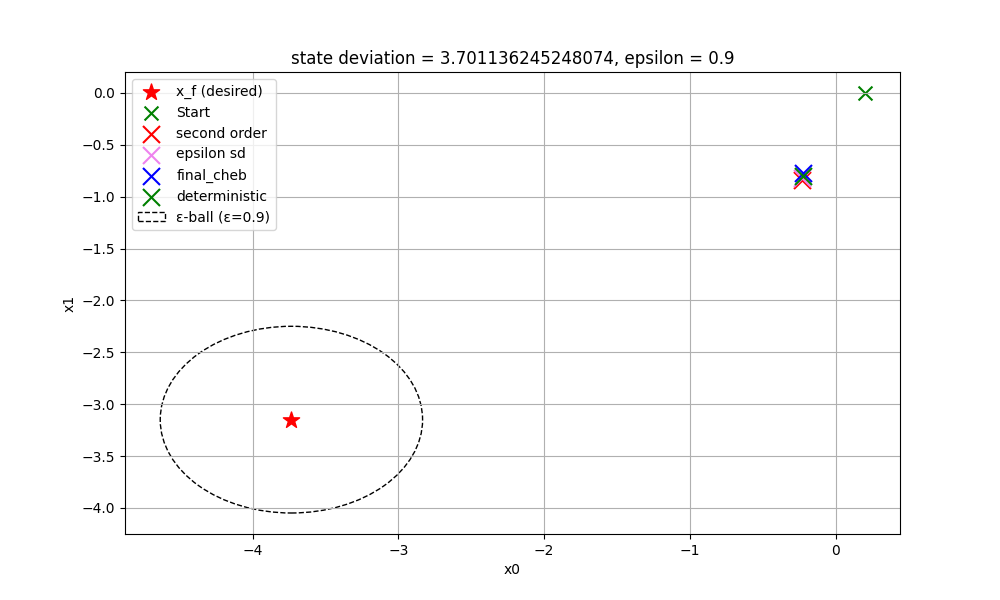 state deviation = 3.701136245248074, epsilon = 0.9
x_f (desired)
Start
second order
epsilon sd
final_cheb
deterministic
ε-ball (ε=0.9)
0.0
−0.5
−1.0
−1.5
−2.0
−2.5
−3.0
−3.5
−4.0
x1
−4
−3
−2
−1
0
x0